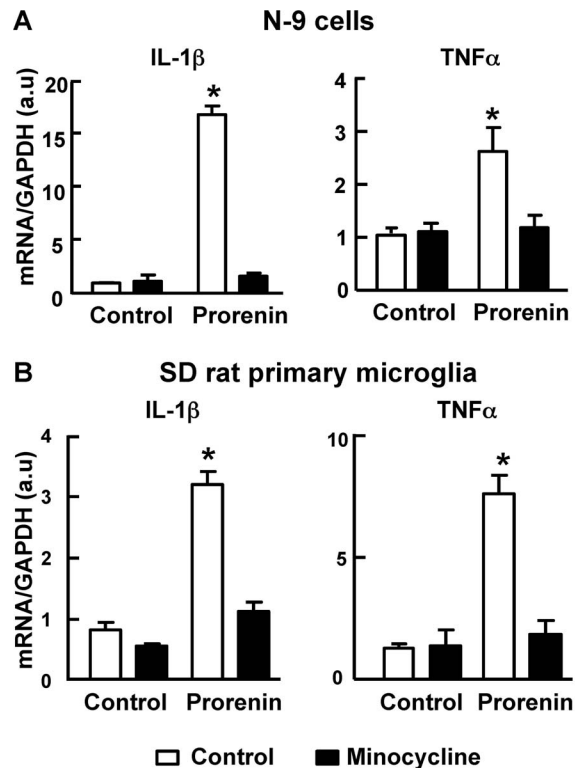 A N-9 cells
IL-1β
TNFα
mRNA/GAPDH (a.u)
20
15
10
5
0
*
Control Prorenin
4
3
2
1
0
*
Control Prorenin
B SD rat primary microglia
IL-1β
TNFα
mRNA/GAPDH (a.u)
4
3
2
1
0
*
Control Prorenin
10
5
0
*
Control Prorenin
Control Minocycline